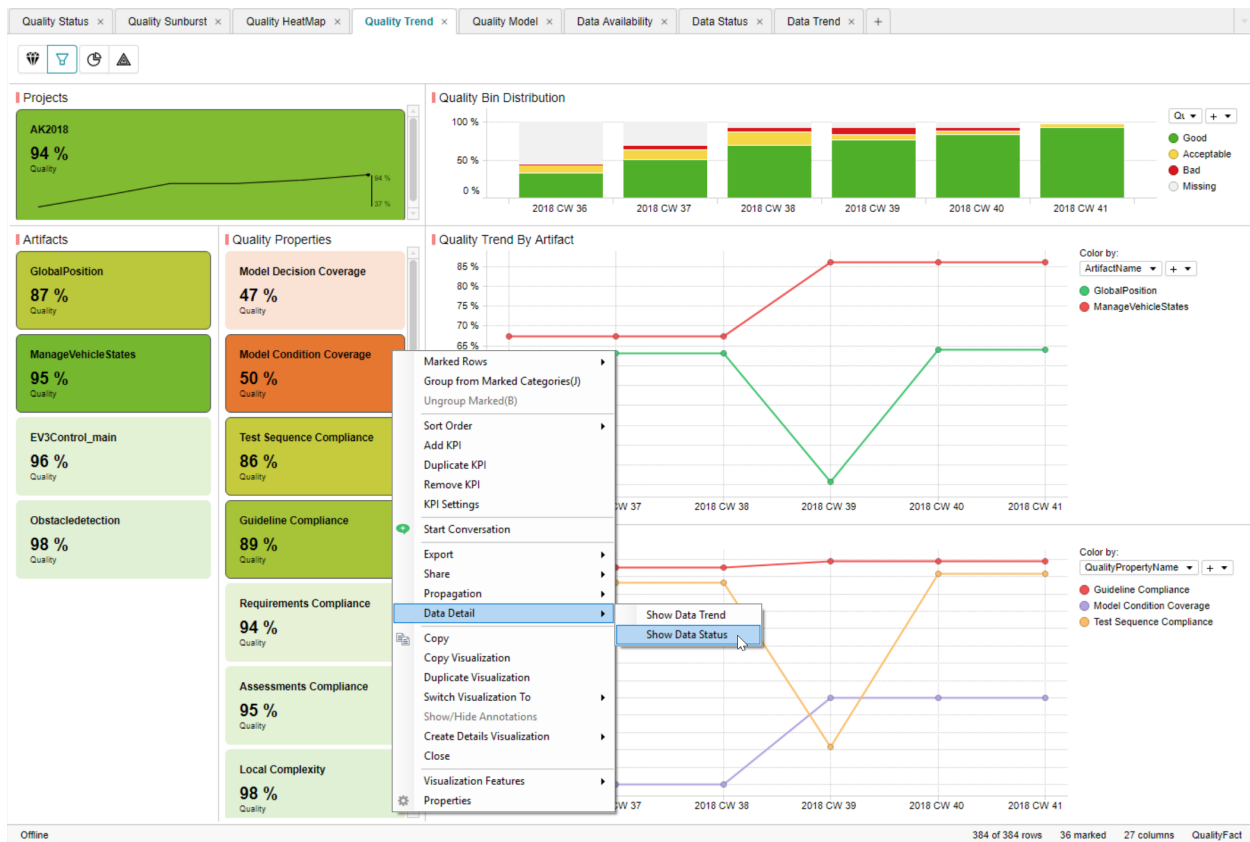 Quality Status × Quality Sunburst × Quality HeatMap × Quality Trend × Quality Model × Data Availability × Data Status × Data Trend × +
Projects
AK2018
94 %
Quality
94 %
37 %
Quality Bin Distribution
100 %
50 %
0 %
2018 CW 36 2018 CW 37 2018 CW 38 2018 CW 39 2018 CW 40 2018 CW 41
+
Good
Acceptable
Bad
Missing
Artifacts
GlobalPosition
87 %
Quality
ManageVehicleStates
95 %
Quality
EV3Control_main
96 %
Quality
Obstacledetection
98 %
Quality
Quality Properties
Model Decision Coverage
47 %
Quality
Model Condition Coverage
50 %
Quality
Test Sequence Compliance
86 %
Quality
Guideline Compliance
89 %
Quality
Requirements Compliance
94 %
Quality
Assessments Compliance
95 %
Quality
Local Complexity
98 %
Quality
Marked Rows
Group from Marked Categories(J)
Ungroup Marked(B)
Sort Order
Add KPI
Duplicate KPI
Remove KPI
KPI Settings
Start Conversation
Export
Share
Propagation
Data Detail
Copy
Copy Visualization
Duplicate Visualization
Switch Visualization To
Show/Hide Annotations
Create Details Visualization
Close
Visualization Features
Properties
Show Data Trend
Show Data Status
Quality Trend By Artifact
85 %
80 %
75 %
70 %
65 %
37 2018 CW 38 2018 CW 39 2018 CW 40 2018 CW 41
Color by:
ArtifactName +
GlobalPosition
ManageVehicleStates
37 2018 CW 38 2018 CW 39 2018 CW 40 2018 CW 41
Color by:
QualityPropertyName +
Guideline Compliance
Model Condition Coverage
Test Sequence Compliance
Offline
384 of 384 rows 36 marked 27 columns QualityFact